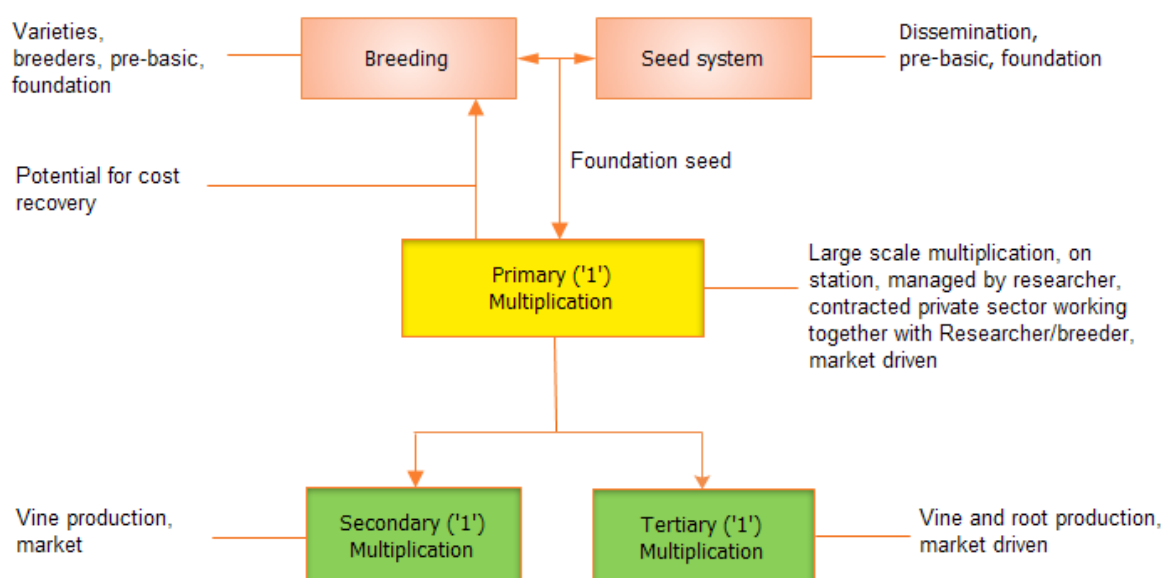 Varieties,
breeders, pre-basic,
foundation
Breeding
Seed system
Dissemination,
pre-basic, foundation
Foundation seed
Potential for cost
recovery
Primary ('1')
Multiplication
Large scale multiplication, on
station, managed by researcher,
contracted private sector working
together with Researcher/breeder,
market driven
Vine production,
market
Secondary ('1')
Multiplication
Tertiary ('1')
Multiplication
Vine and root production,
market driven